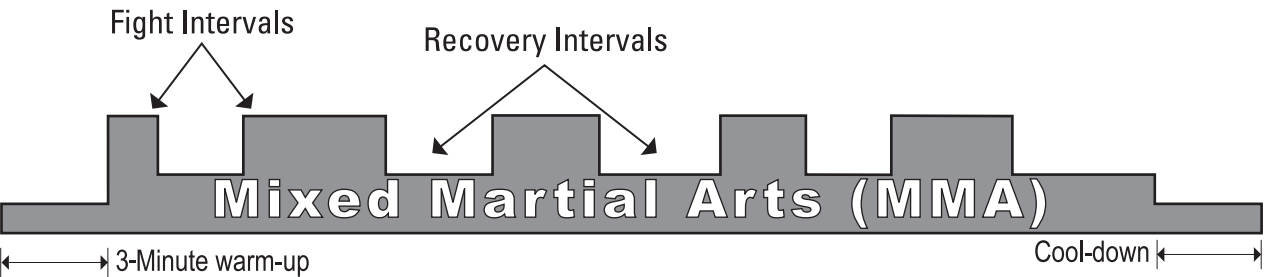 Fight Intervals
Recovery Intervals
Mixed Martial Arts (MMA)
3-Minute warm-up
Cool-down